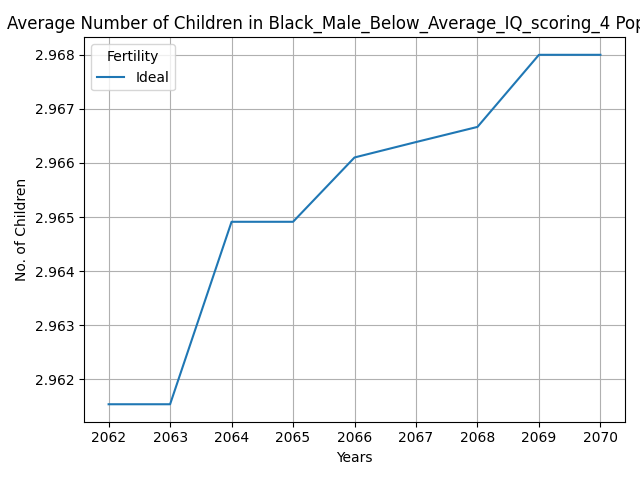 Average Number of Children in Black_Male_Below_Average_IQ_scoring_4 Pop
Fertility
Ideal
2.968
2.967
2.966
2.965
2.964
2.963
2.962
No. of Children
2062 2063 2064 2065 2066 2067 2068 2069 2070
Years